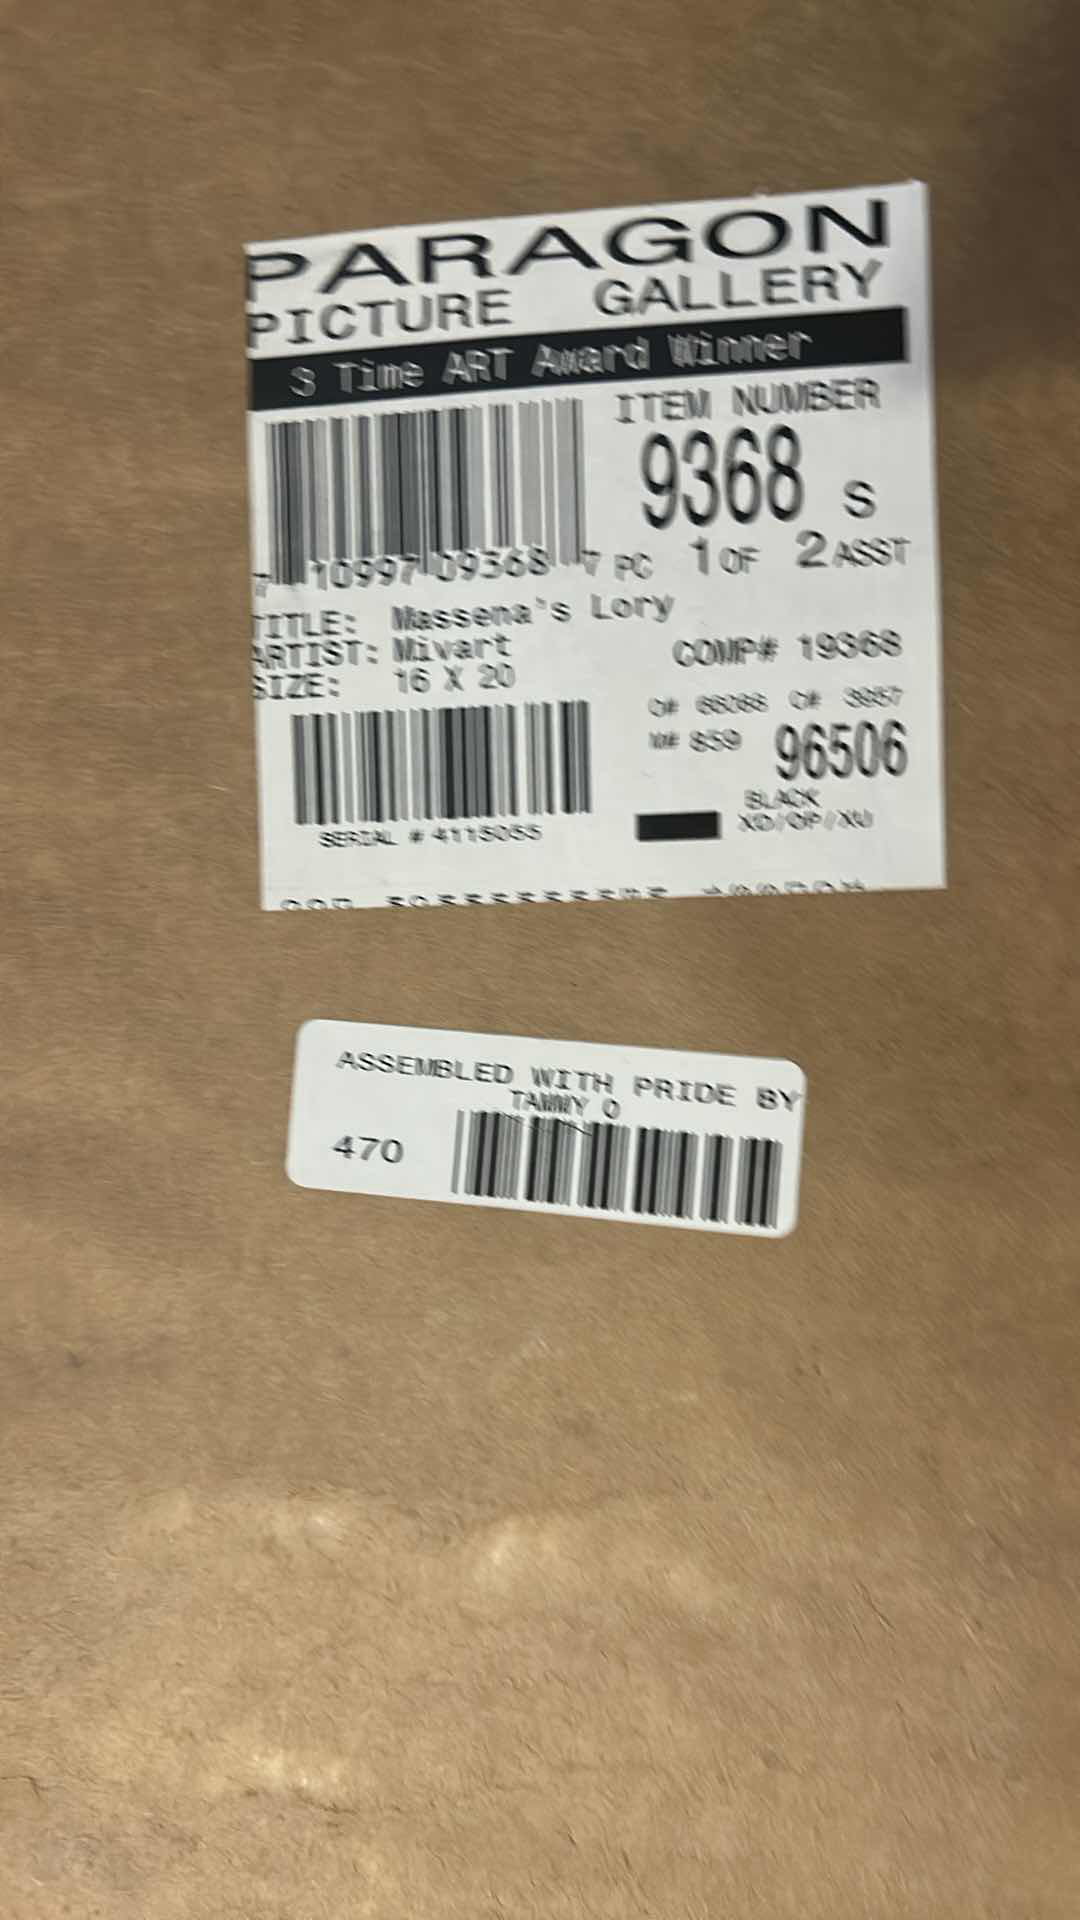 PARAGON
PICTURE GALLERY
3 Time ART Award Winner
ITEM NUMBER
9368 S
7 10997 09368 7 PC 1 OF 2 ASST
TITLE: Massena's Lory
ARTIST: Mivart
SIZE: 16 X 20
COMP# 19368
M# 859 96506
BLACK
SERIAL # 4115055
ASSEMBLED WITH PRIDE BY
TAMMY O
470